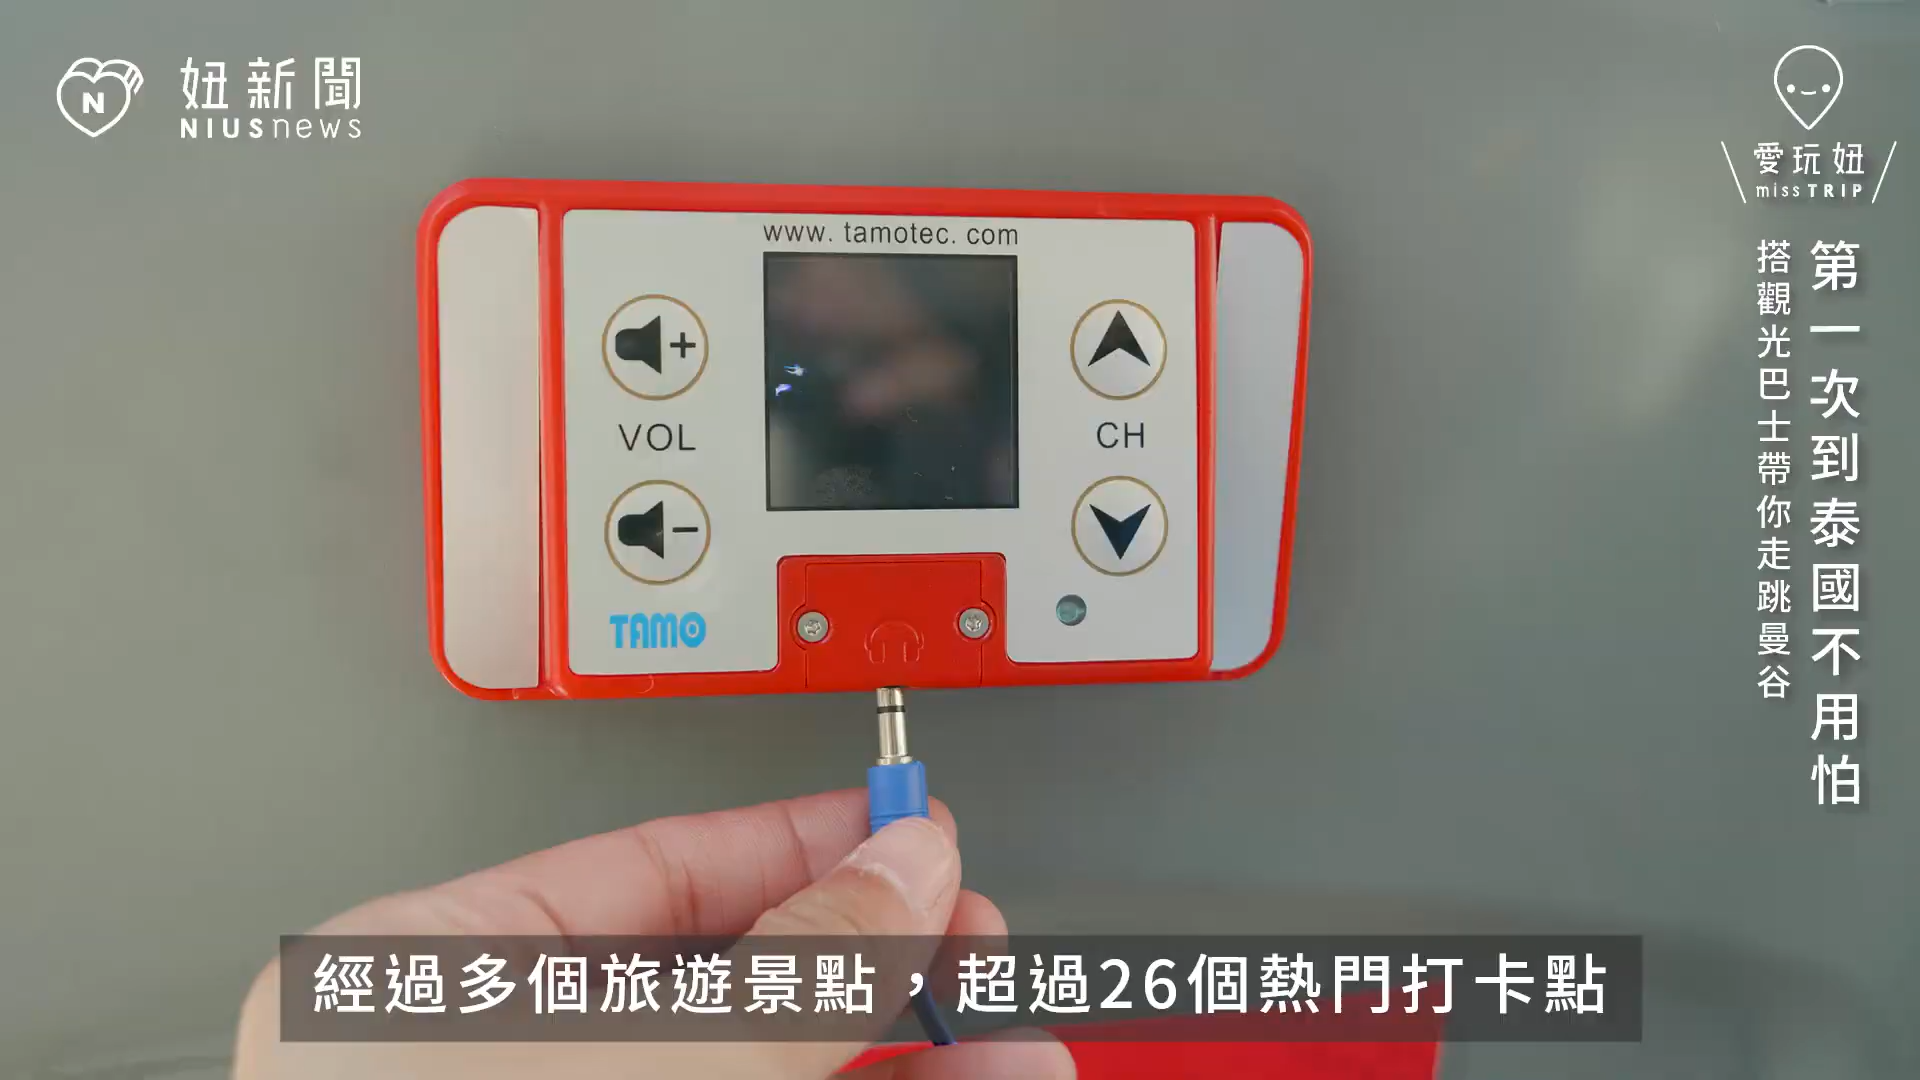 N
妞新聞
NIUSnews
愛玩妞
missTRIP
第一次到泰國不用怕
搭觀光巴士帶你走跳曼谷
www. tamotec. com
VOL
CH
TAMO
經過多個旅遊景點，超過26個熱門打卡點